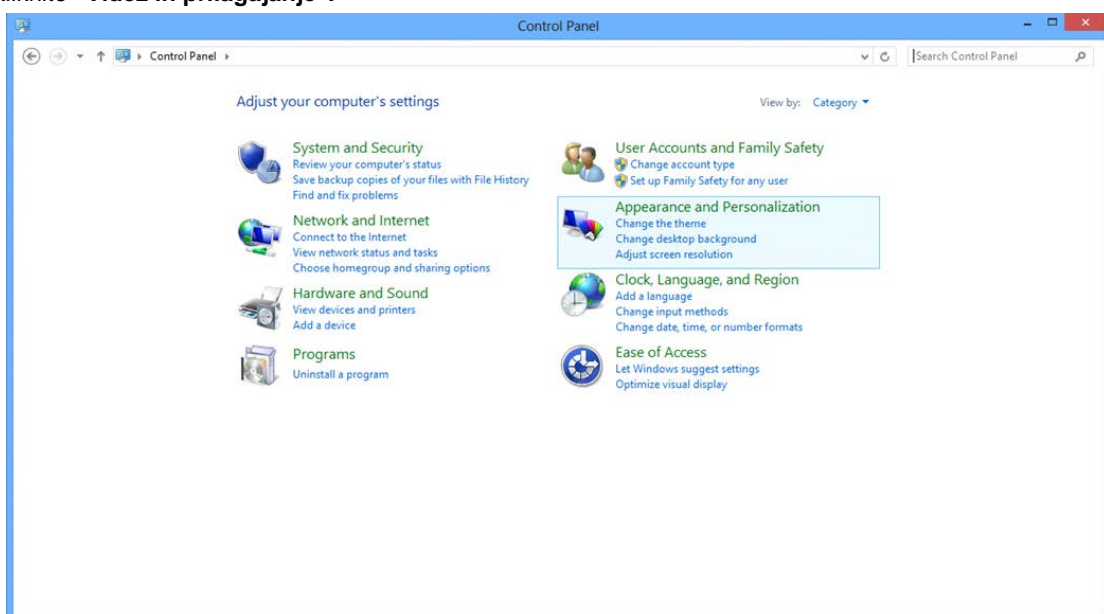 "Videz in prilagajanje".
Control Panel
Control Panel
Search Control Panel
Adjust your computer's settings
View by: Category
System and Security
Review your computer's status
Save backup copies of your files with File History
Find and fix problems
Network and Internet
Connect to the Internet
View network status and tasks
Choose homegroup and sharing options
Hardware and Sound
View devices and printers
Add a device
Programs
Uninstall a program
User Accounts and Family Safety
Change account type
Set up Family Safety for any user
Appearance and Personalization
Change the theme
Change desktop background
Adjust screen resolution
Clock, Language, and Region
Add a language
Change input methods
Change date, time, or number formats
Ease of Access
Let Windows suggest settings
Optimize visual display